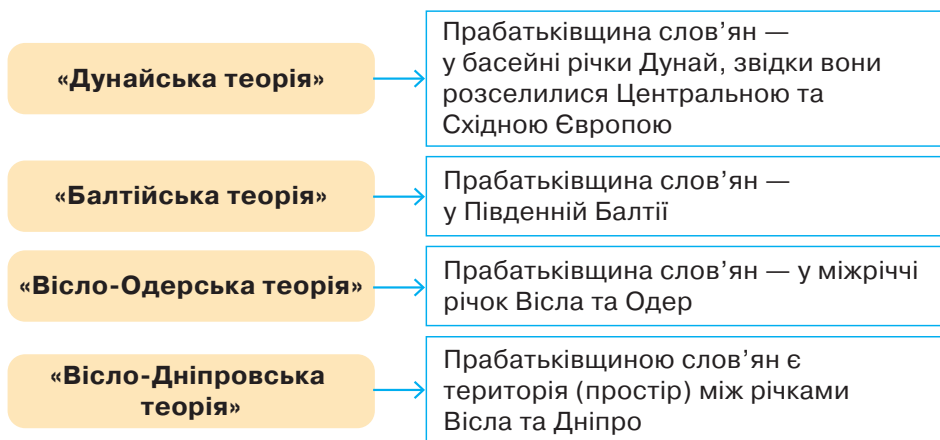 «Дунайська теорія»
Прабатьківщина слов’ян —
у басейні річки Дунай, звідки вони
розселилися Центральною та
Східною Європою
«Балтійська теорія»
Прабатьківщина слов’ян —
у Південній Балтії
«Вісло-Одерська теорія»
Прабатьківщина слов’ян — у міжріччі
річок Вісла та Одер
«Вісло-Дніпровська
теорія»
Прабатьківщиною слов’ян є
територія (простір) між річками
Вісла та Дніпро